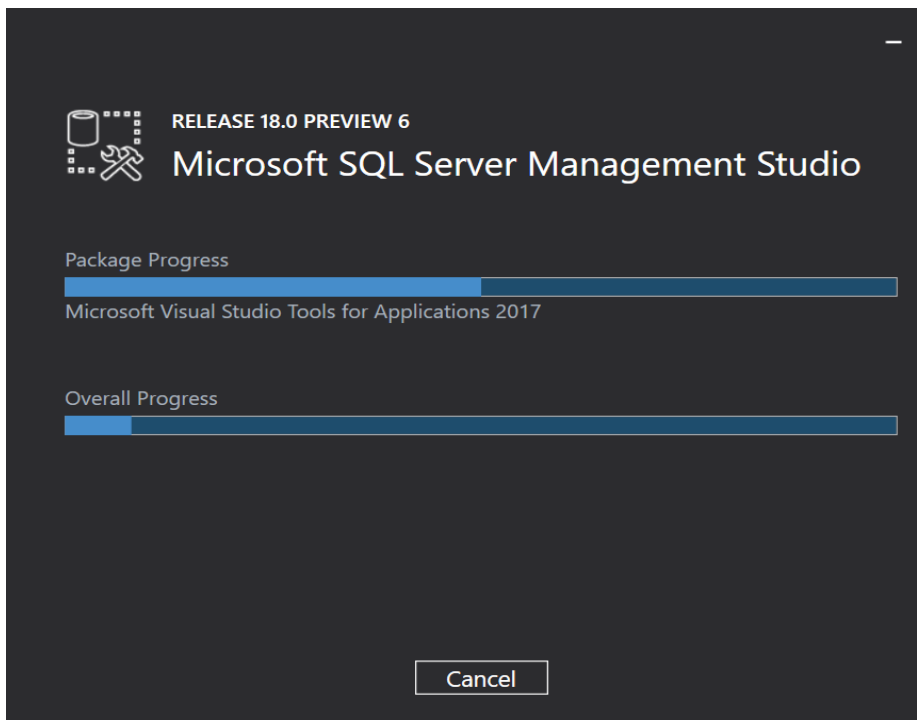 RELEASE 18.0 PREVIEW 6
Microsoft SQL Server Management Studio
Package Progress
Microsoft Visual Studio Tools for Applications 2017
Overall Progress
Cancel